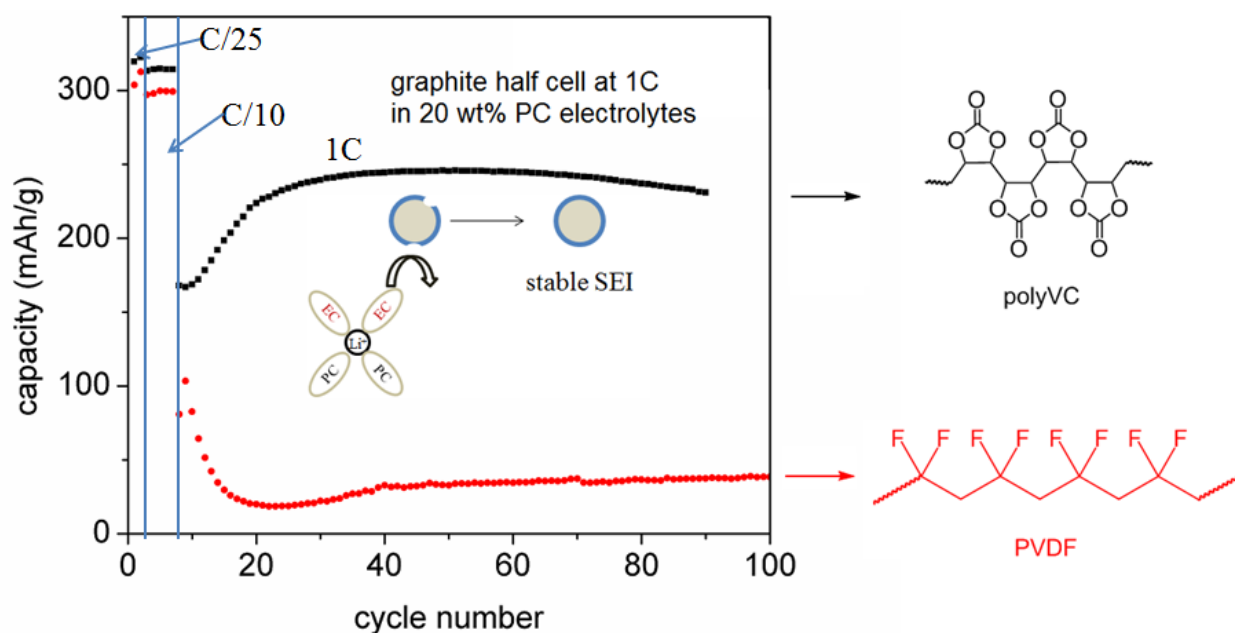 capacity (mAh/g)
300
200
100
0
C/25
C/10
graphite half cell at 1C
in 20 wt% PC electrolytes
1C
stable SEI
EC
EC
Li+
PC
PC
0
20
40
60
80
100
cycle number
O
O
O
O
O
O
O
O
O
O
O
O
polyVC
F
F
F
F
F
F
F
F
PVDF